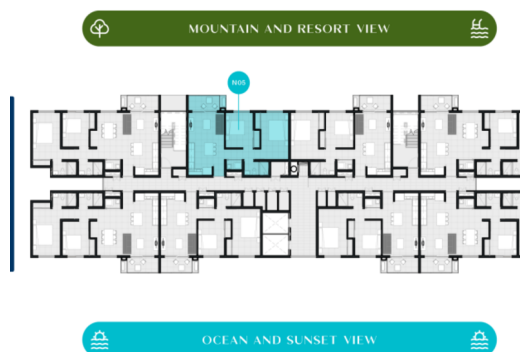 MOUNTAIN AND RESORT VIEW
N05
OCEAN AND SUNSET VIEW